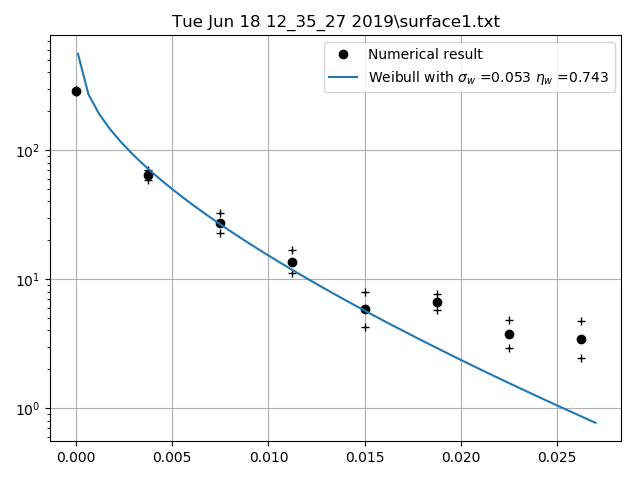 Tue Jun 18 12_35_27 2019\surface1.txt
Numerical result
Weibull with σw =0.053 ηw =0.743
10²
10¹
10⁰
0.000 0.005 0.010 0.015 0.020 0.025